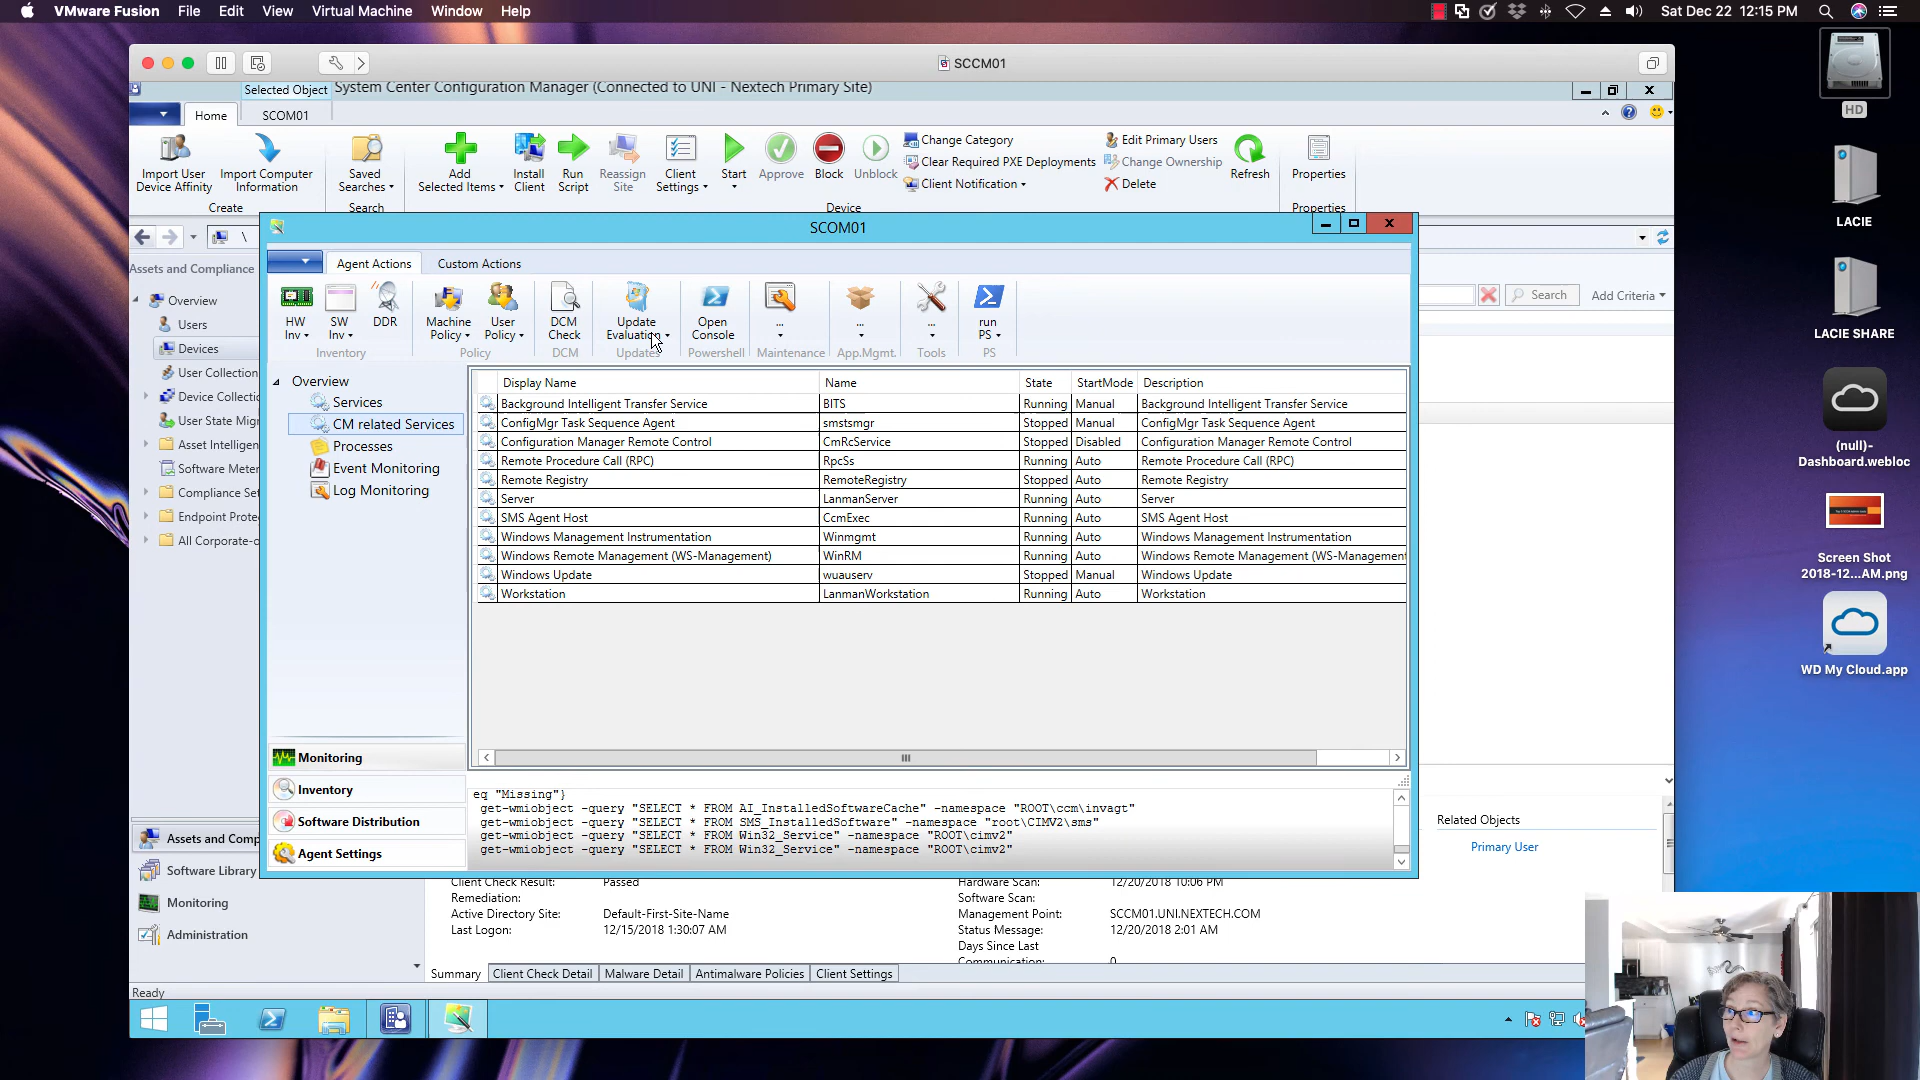 VMware Fusion File Edit View Virtual Machine Window Help
Sat Dec 22 12:15 PM
SCCM01
Selected Object
System Center Configuration Manager (Connected to UNI - Nextech Primary Site)
Home SCOM01
Import User Device Affinity
Import Computer Information
Saved Searches
Add Selected Items
Install Client
Run Script
Reassign Site
Client Settings
Start
Approve
Block
Unblock
Change Category
Clear Required PXE Deployments
Client Notification
Edit Primary Users
Change Ownership
Delete
Refresh
Properties
Create
Search
Device
Properties
SCOM01
Agent Actions Custom Actions
HW Inv
SW Inv
DDR
Machine Policy
User Policy
DCM Check
Update Evaluation
Open Console
...
...
...
run PS
Inventory
Policy
DCM
Updates
Powershell
Maintenance
App.Mgmt.
Tools
PS
Search
Add Criteria
\
Assets and Compliance
Overview
Users
Devices
User Collection
Device Collecti
User State Migr
Asset Intelligen
Software Meter
Compliance Set
Endpoint Prote
All Corporate-o
Assets and Comp
Software Library
Monitoring
Administration
Overview
Services
CM related Services
Processes
Event Monitoring
Log Monitoring
Monitoring
Inventory
Software Distribution
Agent Settings
Display Name Name State StartMode Description
Background Intelligent Transfer Service BITS Running Manual Background Intelligent Transfer Service
ConfigMgr Task Sequence Agent smstsmgr Stopped Manual ConfigMgr Task Sequence Agent
Configuration Manager Remote Control CmRcService Stopped Disabled Configuration Manager Remote Control
Remote Procedure Call (RPC) RpcSs Running Auto Remote Procedure Call (RPC)
Remote Registry RemoteRegistry Stopped Auto Remote Registry
Server LanmanServer Running Auto Server
SMS Agent Host CcmExec Running Auto SMS Agent Host
Windows Management Instrumentation Winmgmt Running Auto Windows Management Instrumentation
Windows Remote Management (WS-Management) WinRM Running Auto Windows Remote Management (WS-Management
Windows Update wuauserv Stopped Manual Windows Update
Workstation LanmanWorkstation Running Auto Workstation
eq "Missing"}
get-wmiobject -query "SELECT * FROM AI_InstalledSoftwareCache" -namespace "ROOT\ccm\invagt"
get-wmiobject -query "SELECT * FROM SMS_InstalledSoftware" -namespace "root\CIMV2\sms"
get-wmiobject -query "SELECT * FROM Win32_Service" -namespace "ROOT\cimv2"
get-wmiobject -query "SELECT * FROM Win32_Service" -namespace "ROOT\cimv2"
Related Objects
Primary User
Client Check Result: Passed
Remediation:
Active Directory Site: Default-First-Site-Name
Last Logon: 12/15/2018 1:30:07 AM
Hardware Scan: 12/20/2018 10:06 PM
Software Scan:
Management Point: SCCM01.UNI.NEXTECH.COM
Status Message: 12/20/2018 2:01 AM
Days Since Last
Communication: 0
Summary Client Check Detail Malware Detail Antimalware Policies Client Settings
Ready
HD
LACIE
LACIE SHARE
(null)-
Dashboard.webloc
Screen Shot
2018-12...AM.png
WD My Cloud.app